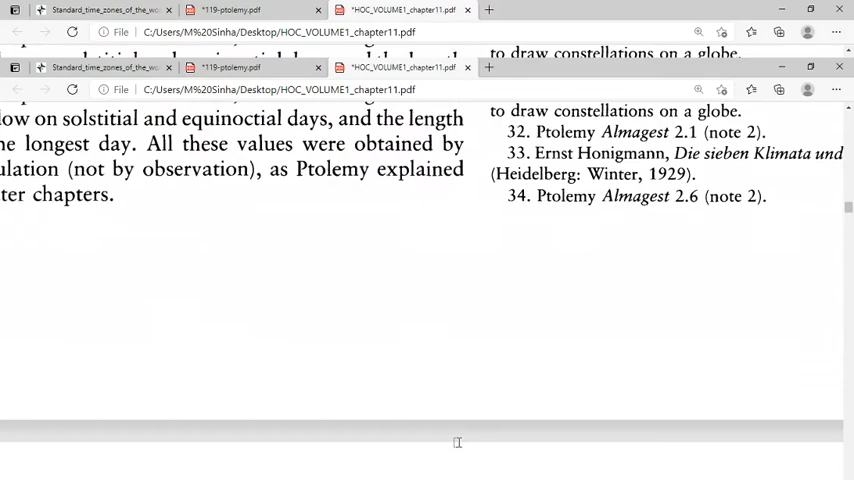 Standard_time_zones_of_the_wo
*119-ptolemy.pdf
*HOC_VOLUME1_chapter11.pdf
File
C:/Users/M%20Sinha/Desktop/HOC_VOLUME1_chapter11.pdf
to draw constellations on a globe.
Standard_time_zones_of_the_wo
*119-ptolemy.pdf
*HOC_VOLUME1_chapter11.pdf
File
C:/Users/M%20Sinha/Desktop/HOC_VOLUME1_chapter11.pdf
low on solstitial and equinoctial days, and the length
ne longest day. All these values were obtained by
ulation (not by observation), as Ptolemy explained
ter chapters.
to draw constellations on a globe.
32. Ptolemy Almagest 2.1 (note 2).
33. Ernst Honigmann, Die sieben Klimata und
(Heidelberg: Winter, 1929).
34. Ptolemy Almagest 2.6 (note 2).